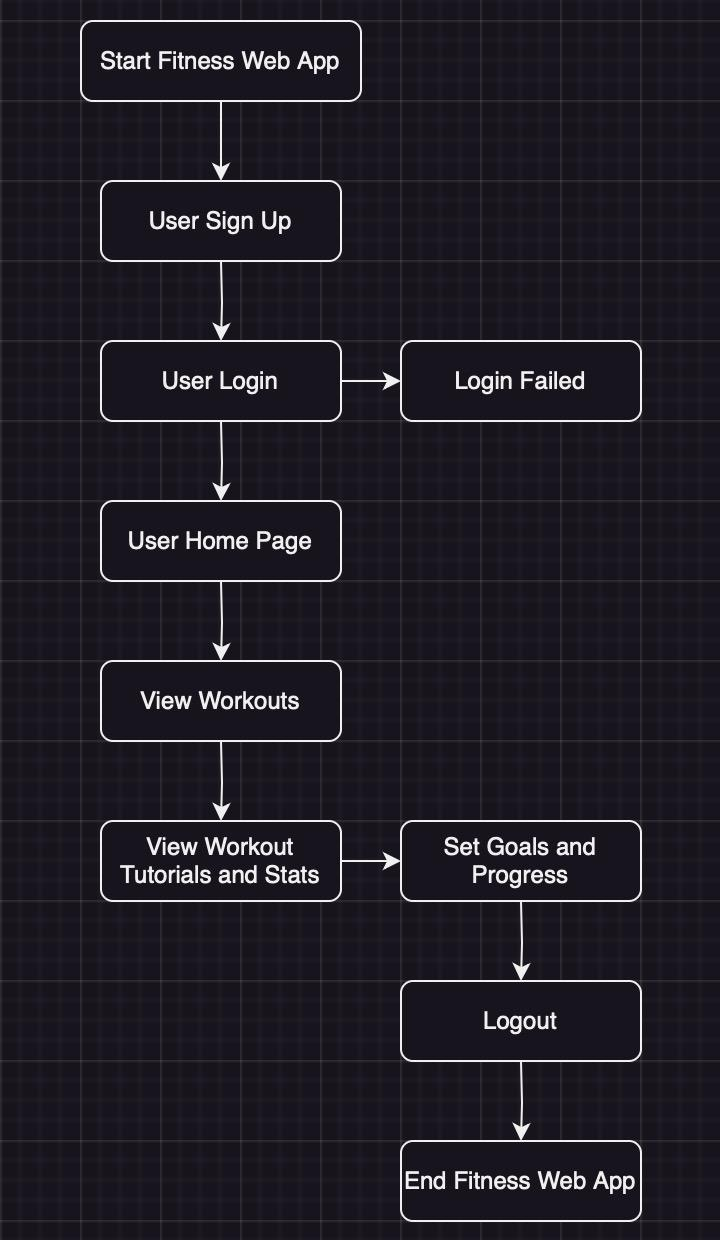 Start Fitness Web App
User Sign Up
User Login
Login Failed
User Home Page
View Workouts
View Workout
Tutorials and Stats
Set Goals and
Progress
Logout
End Fitness Web App